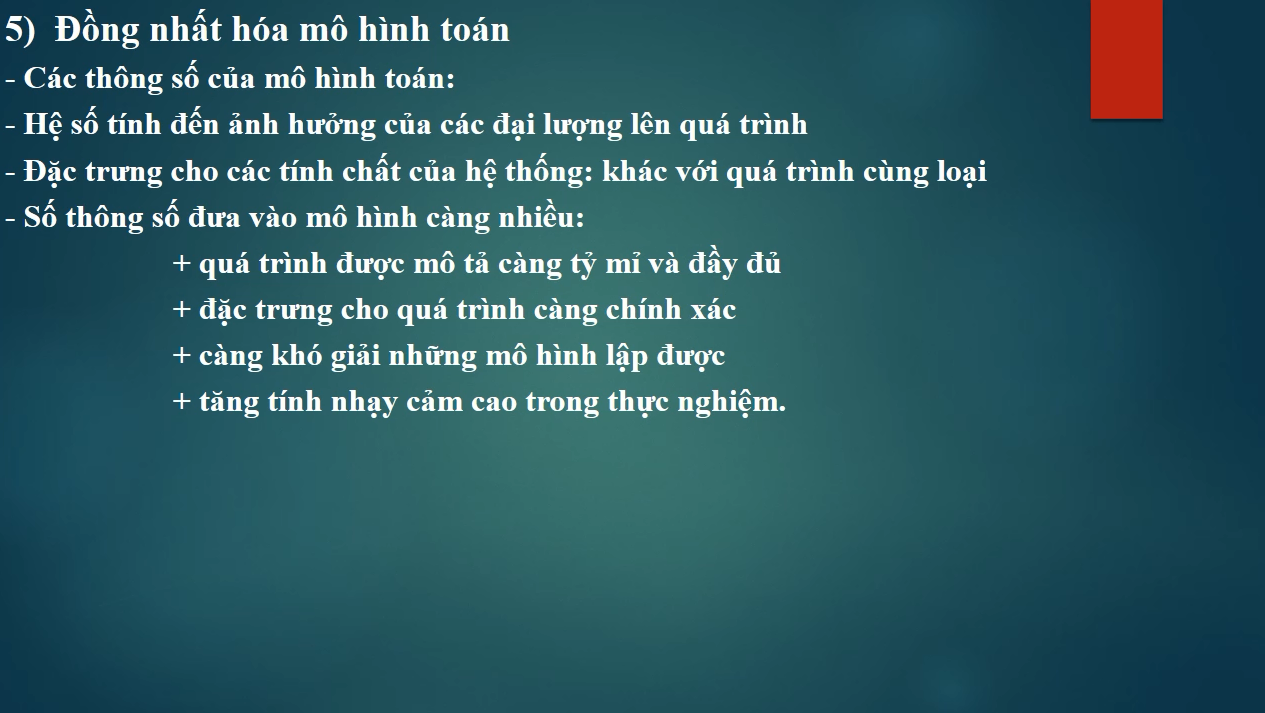 5) Đồng nhất hóa mô hình toán
- Các thông số của mô hình toán:
- Hệ số tính đến ảnh hưởng của các đại lượng lên quá trình
- Đặc trưng cho các tính chất của hệ thống: khác với quá trình cùng loại
- Số thông số đưa vào mô hình càng nhiều:
+ quá trình được mô tả càng tỷ mỉ và đầy đủ
+ đặc trưng cho quá trình càng chính xác
+ càng khó giải những mô hình lập được
+ tăng tính nhạy cảm cao trong thực nghiệm.